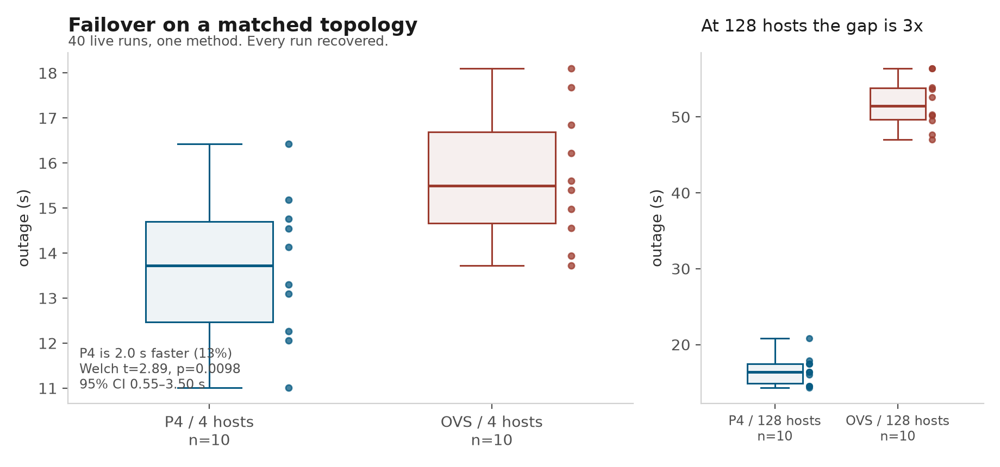 Failover on a matched topology
40 live runs, one method. Every run recovered.
outage (s)
18
17
16
15
14
13
12
11
P4 is 2.0 s faster (13%)
Welch t=2.89, p=0.0098
95% CI 0.55–3.50 s
P4 / 4 hosts
n=10
OVS / 4 hosts
n=10
At 128 hosts the gap is 3x
outage (s)
50
40
30
20
P4 / 128 hosts
n=10
OVS / 128 hosts
n=10